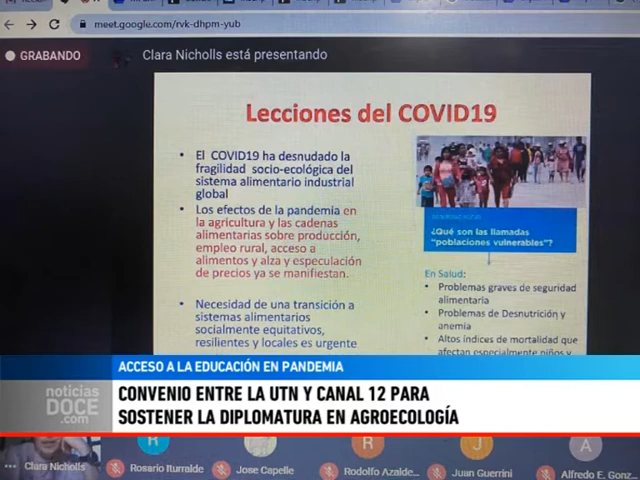 meet.google.com/rvk-dhpm-yub
GRABANDO
Clara Nicholls está presentando
Lecciones del COVID19
• El COVID19 ha desnudado la
fragilidad socio-ecológica del
sistema alimentario industrial
global
• Los efectos de la pandemia en
la agricultura y las cadenas
alimentarias sobre producción,
empleo rural, acceso a
alimentos y alza y especulación
de precios ya se manifiestan.
• Necesidad de una transición a
sistemas alimentarios
socialmente equitativos,
resilientes y locales es urgente
¿Qué son las llamadas
"poblaciones vulnerables"?
En Salud:
• Problemas graves de seguridad
alimentaria
• Problemas de Desnutrición y
anemia
• Altos índices de mortalidad que
afectan especialmente niños y
ACCESO A LA EDUCACIÓN EN PANDEMIA
noticias
DOCE
.com
CONVENIO ENTRE LA UTN Y CANAL 12 PARA
SOSTENER LA DIPLOMATURA EN AGROECOLOGÍA
R
R
J
A
Clara Nicholls
Rosario Iturralde
Jose Capelle
Rodolfo Azalde...
Juan Guerrini
Alfredo E. Gonz...